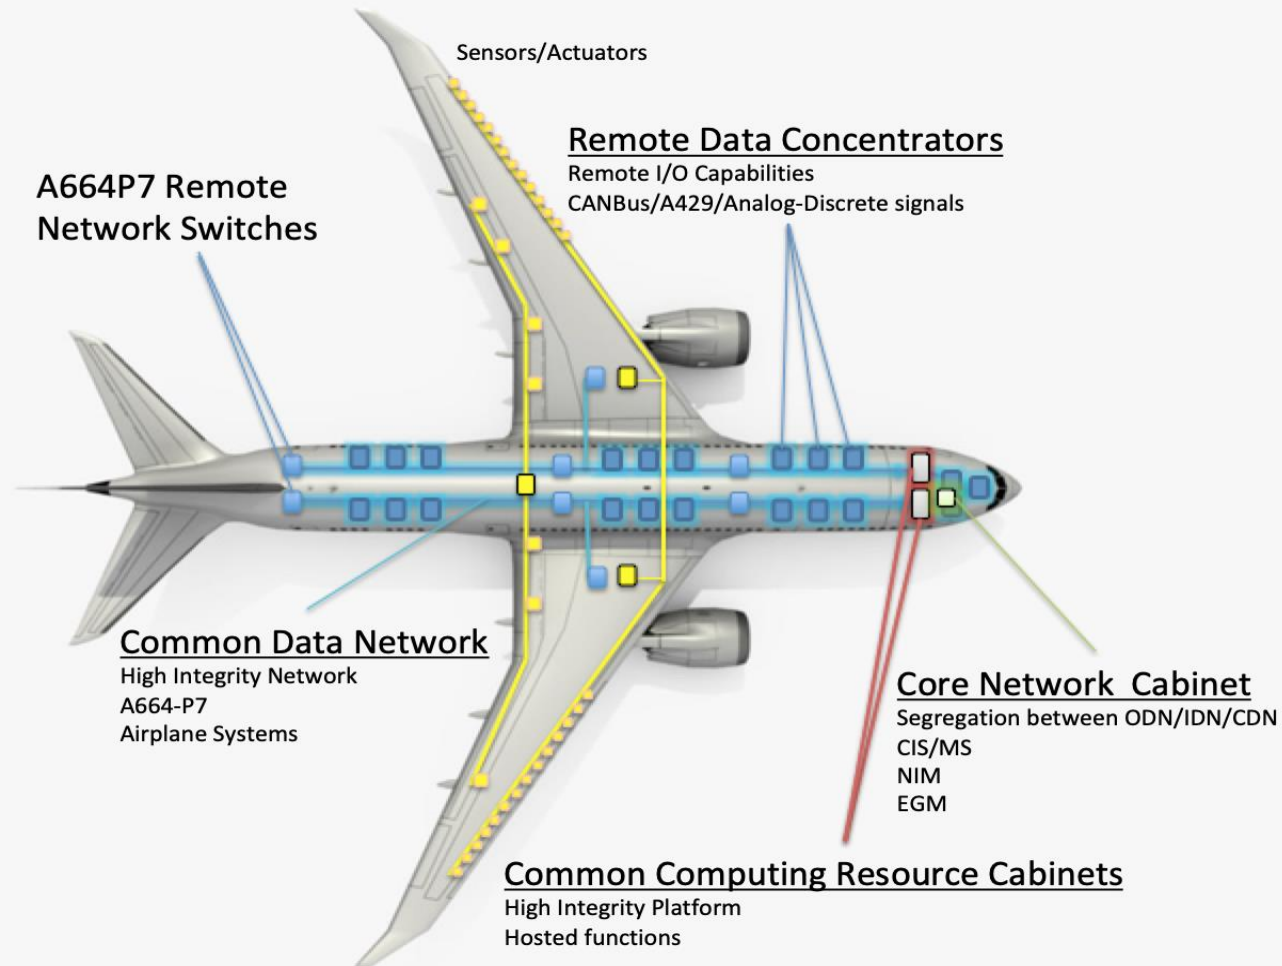 Sensors/Actuators
Remote Data Concentrators
Remote I/O Capabilities
CANBus/A429/Analog-Discrete signals
A664P7 Remote
Network Switches
Common Data Network
High Integrity Network
A664-P7
Airplane Systems
Core Network  Cabinet
Segregation between ODN/IDN/CDN
CIS/MS
NIM
EGM
Common Computing Resource Cabinets
High Integrity Platform
Hosted functions